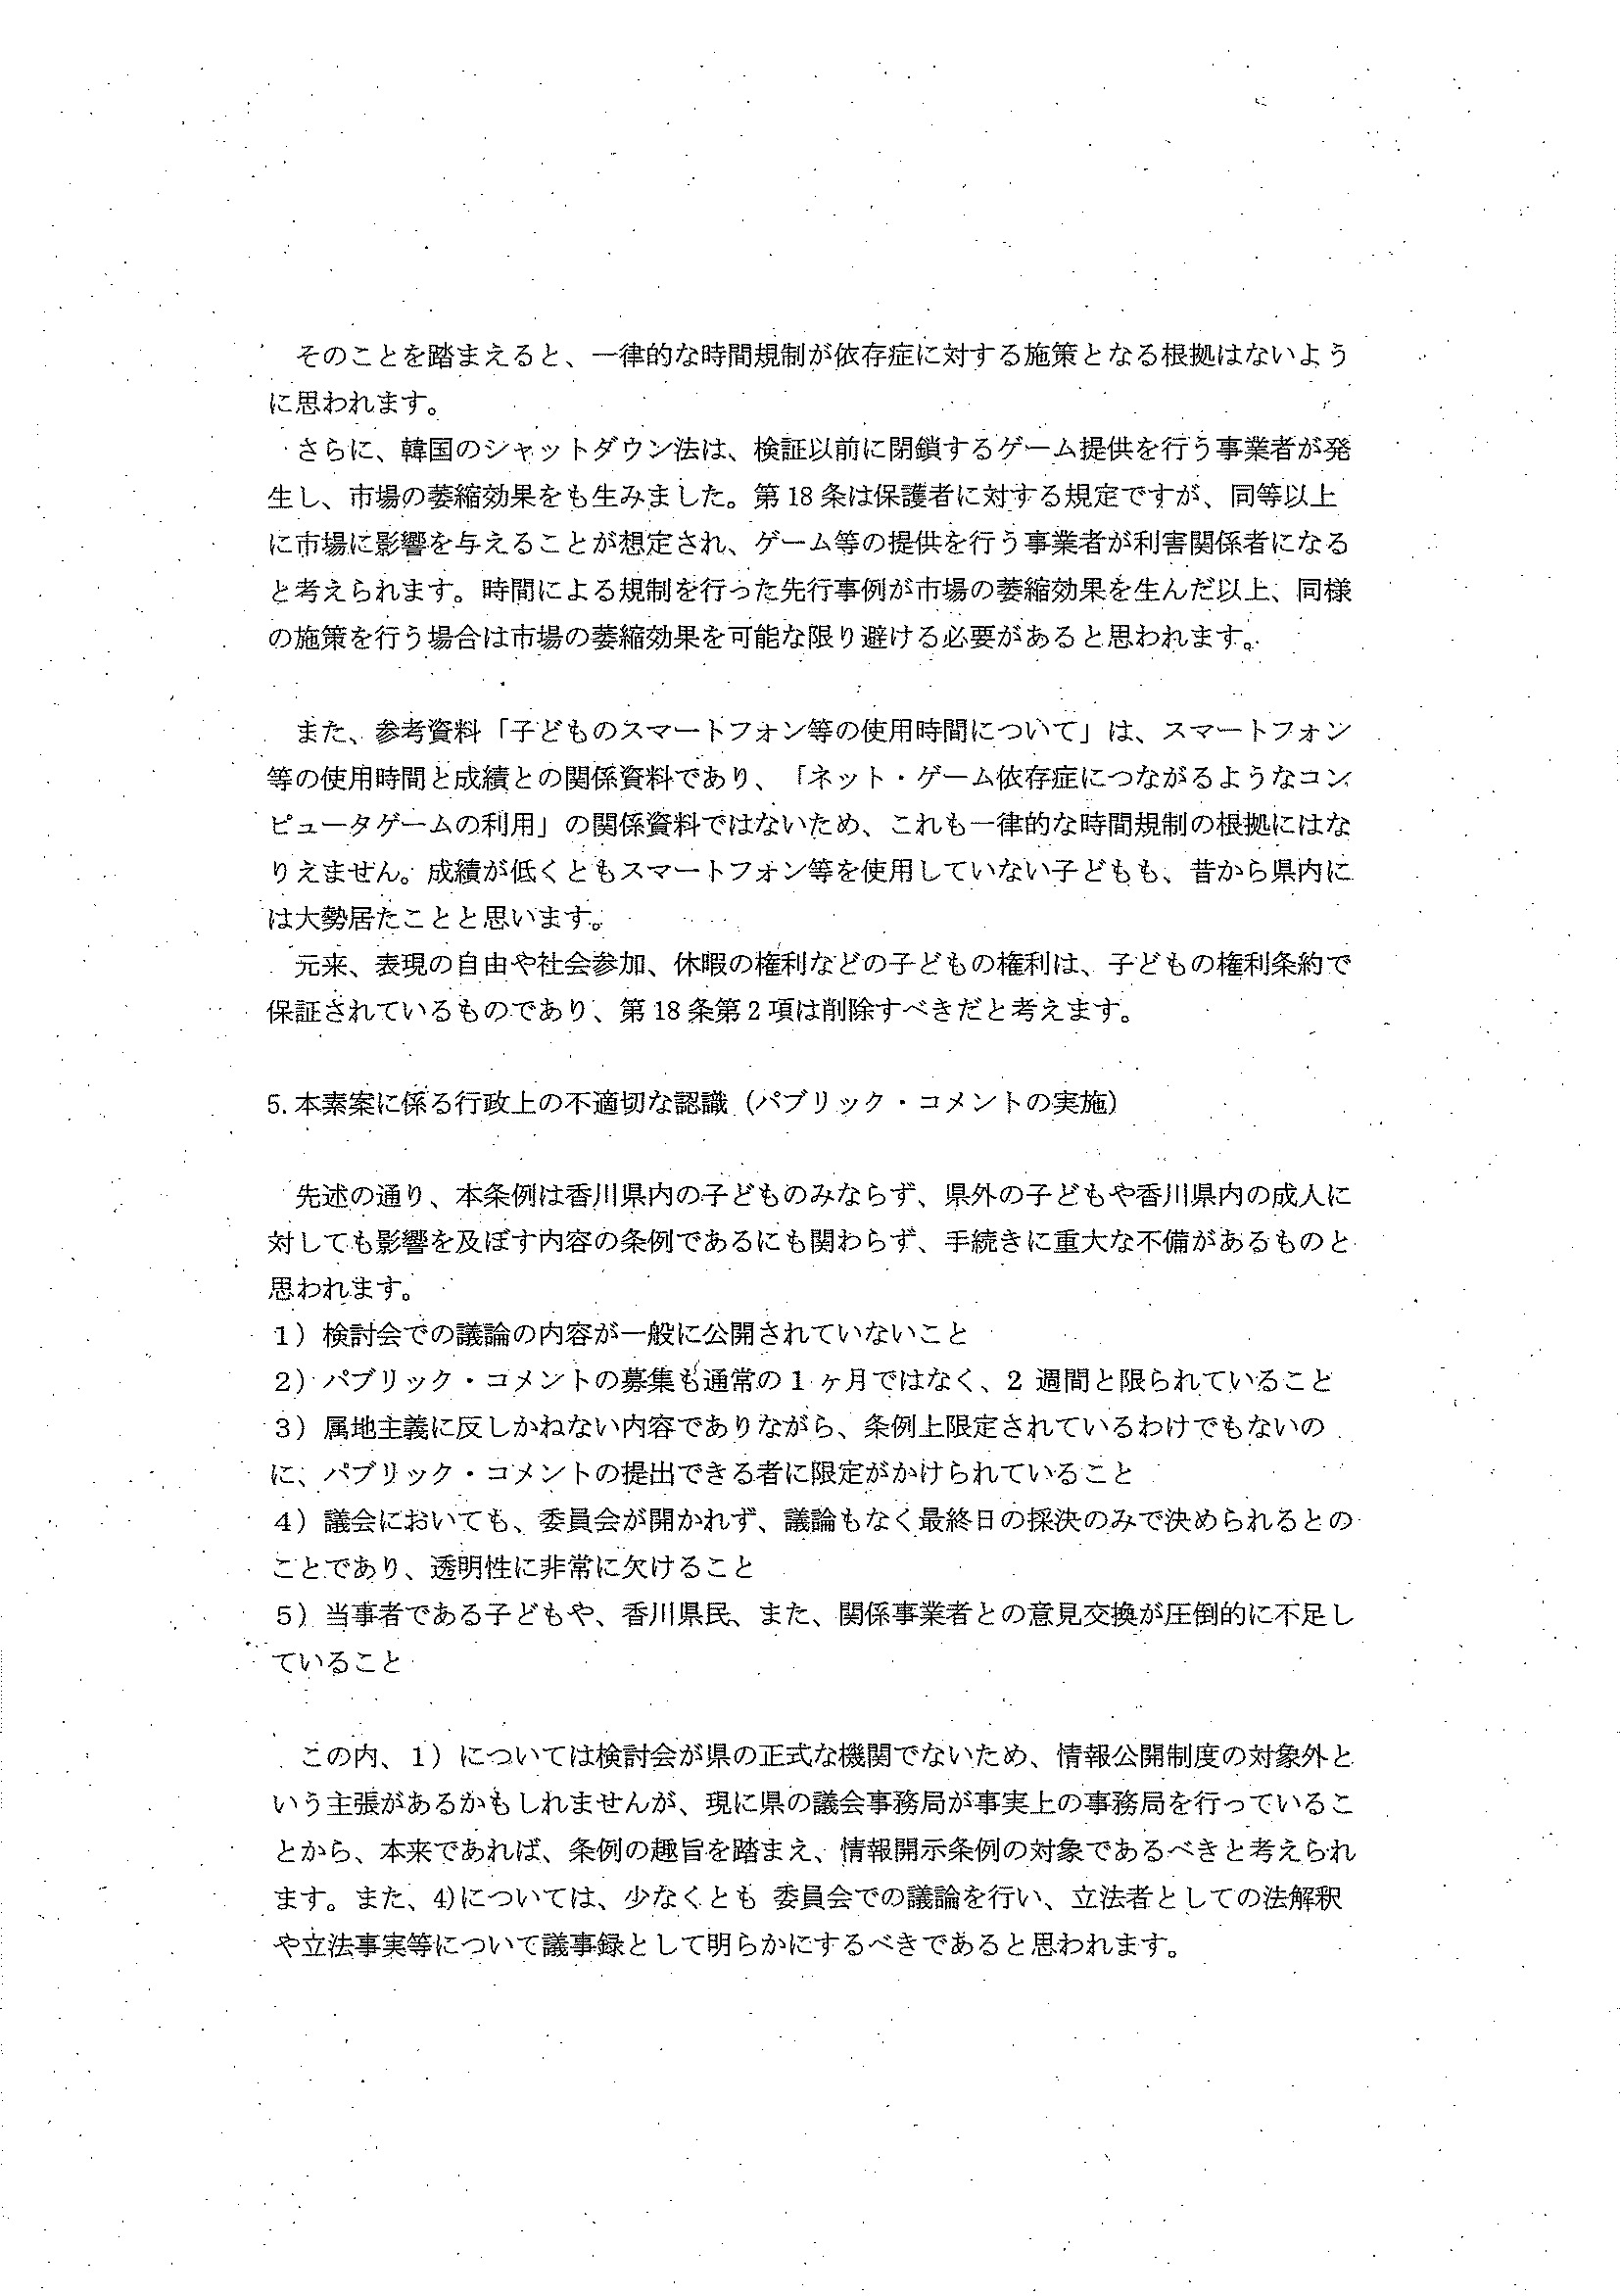 そのことを踏まえると、一律的な時間規制が依存症に対する施策となる根拠はないよう
に思われます。
さらに、韓国のシャットダウン法は、検証以前に閉鎖するゲーム提供を行う事業者が発
生し、市場の萎縮効果をも生みました。第 18 条は保護者に対する規定ですが、同等以上
に市場に影響を与えることが想定され、ゲーム等の提供を行う事業者が利害関係者になる
と考えられます。時間による規制を行った先行事例が市場の萎縮効果を生んだ以上、同様
の施策を行う場合は市場の萎縮効果を可能な限り避ける必要があると思われます。
また、参考資料「子どものスマートフォン等の使用時間について」は、スマートフォン
等の使用時間と成績との関係資料であり、「ネット・ゲーム依存症につながるようなコン
ピュータゲームの利用」の関係資料ではないため、これも一律的な時間規制の根拠にはな
りえません。成績が低くともスマートフォン等を使用していない子どもも、昔から県内に
は大勢居たことと思います。
元来、表現の自由や社会参加、休暇の権利などの子どもの権利は、子どもの権利条約で
保証されているものであり、第 18 条第 2 項は削除すべきだと考えます。
5. 本素案に係る行政上の不適切な認識（パブリック・コメントの実施）
先述の通り、本条例は香川県内の子どものみならず、県外の子どもや香川県内の成人に
対しても影響を及ぼす内容の条例であるにも関わらず、手続きに重大な不備があるものと
思われます。
1）検討会での議論の内容が一般に公開されていないこと
2）パブリック・コメントの募集も通常の 1 ヶ月ではなく、2 週間と限られていること
3）属地主義に反しかねない内容でありながら、条例上限定されているわけでもないの
に、パブリック・コメントの提出できる者に限定がかけられていること
4）議会においても、委員会が開かれず、議論もなく最終日の採決のみで決められるとの
ことであり、透明性に非常に欠けること
5）当事者である子どもや、香川県民、また、関係事業者との意見交換が圧倒的に不足し
ていること
この内、1）については検討会が県の正式な機関でないため、情報公開制度の対象外と
いう主張があるかもしれませんが、現に県の議会事務局が事実上の事務局を行っているこ
とから、本来であれば、条例の趣旨を踏まえ、情報開示条例の対象であるべきと考えられ
ます。また、4)については、少なくとも 委員会での議論を行い、立法者としての法解釈
や立法事実等について議事録として明らかにするべきであると思われます。